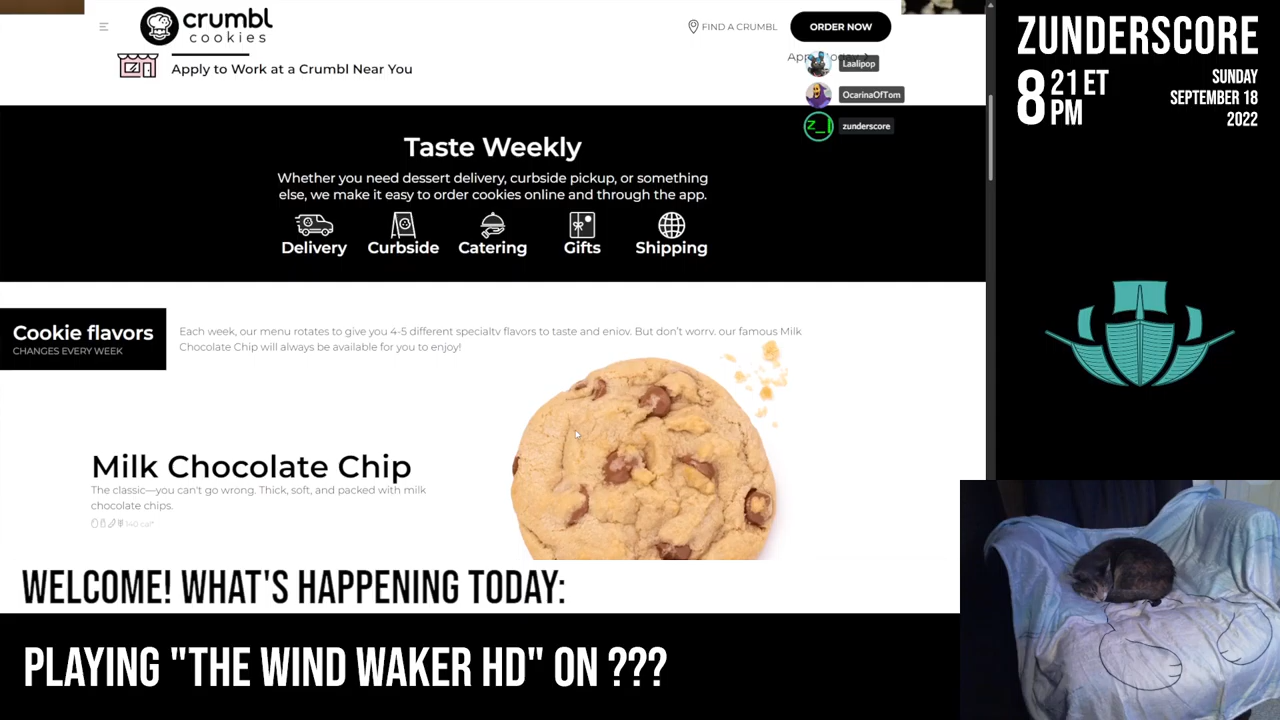 crumbl
cookies
FIND A CRUMBL
ORDER NOW
Apply to Work at a Crumbl Near You
Laalipop
OcarinaOfTom
zunderscore
Taste Weekly
Whether you need dessert delivery, curbside pickup, or something
else, we make it easy to order cookies online and through the app.
Delivery
Curbside
Catering
Gifts
Shipping
Cookie flavors
CHANGES EVERY WEEK
Each week, our menu rotates to give you 4-5 different specialty flavors to taste and enjoy. But don't worry, our famous Milk
Chocolate Chip will always be available for you to enjoy!
Milk Chocolate Chip
The classic—you can't go wrong. Thick, soft, and packed with milk
chocolate chips.
140 cal*
WELCOME! WHAT'S HAPPENING TODAY:
PLAYING "THE WIND WAKER HD" ON ???
ZUNDERSCORE
8 21 ET
PM
SUNDAY
SEPTEMBER 18
2022